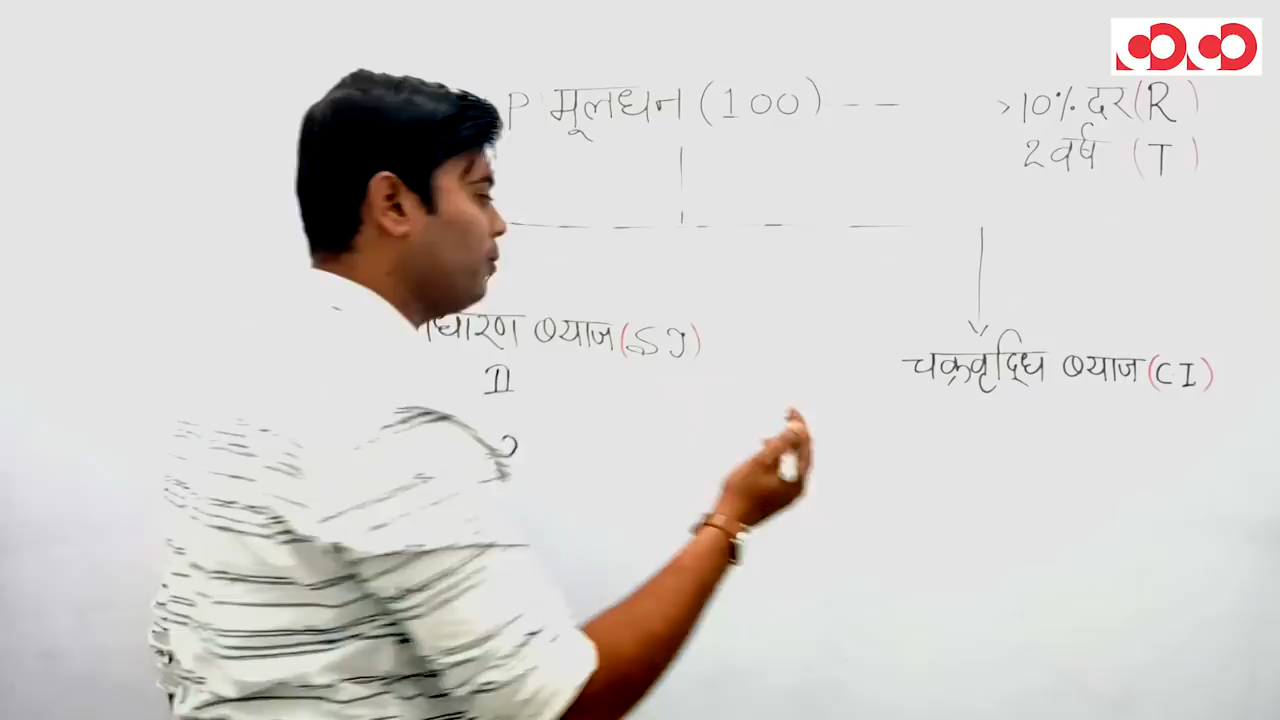 P मूलधन (100) -- > 10% दर (R)
2 वर्ष (T)
धारण ब्याज (SI)
चक्रवृद्धि ब्याज (CI)